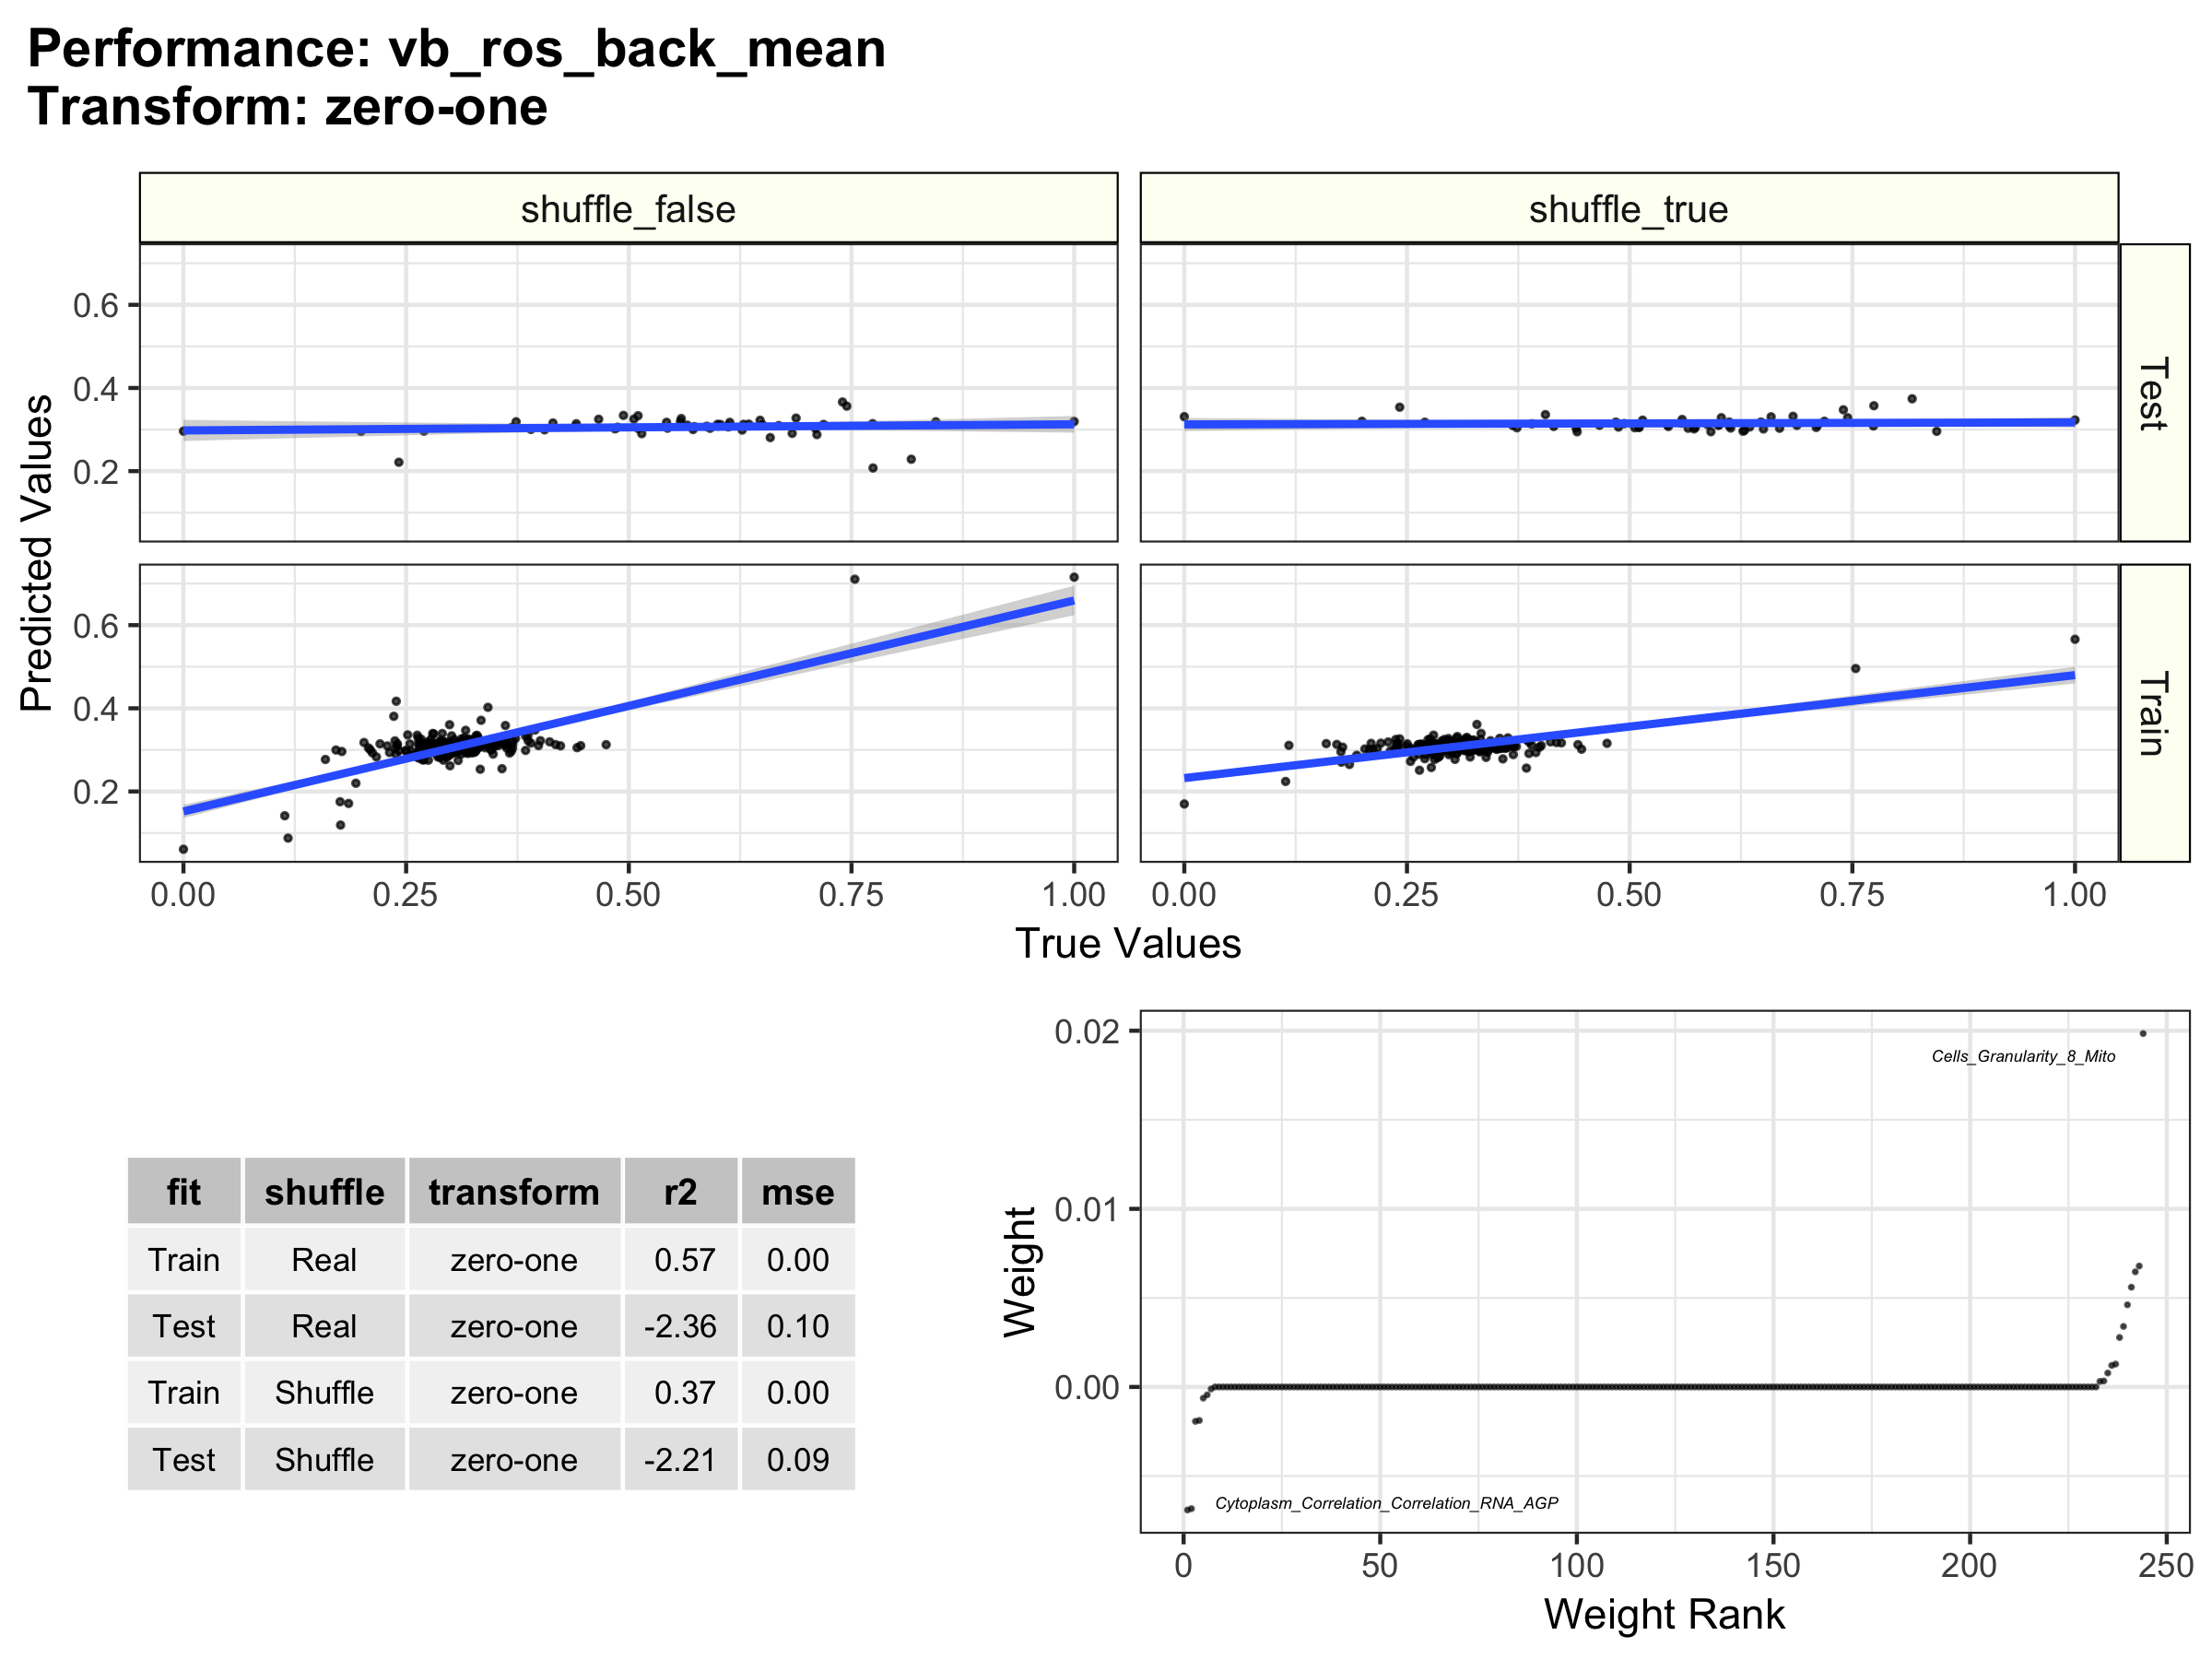 Performance: vb_ros_back_mean
Transform: zero-one
shuffle_false
shuffle_true
0.6
0.4
0.2
Test
0.6
0.4
0.2
Train
Predicted Values
0.00 0.25 0.50 0.75 1.00 0.00 0.25 0.50 0.75 1.00
True Values
fit shuffle transform r2 mse
Train Real zero-one 0.57 0.00
Test Real zero-one -2.36 0.10
Train Shuffle zero-one 0.37 0.00
Test Shuffle zero-one -2.21 0.09
0.02
0.01
0.00
Weight
Cells_Granularity_8_Mito
Cytoplasm_Correlation_Correlation_RNA_AGP
0 50 100 150 200 250
Weight Rank